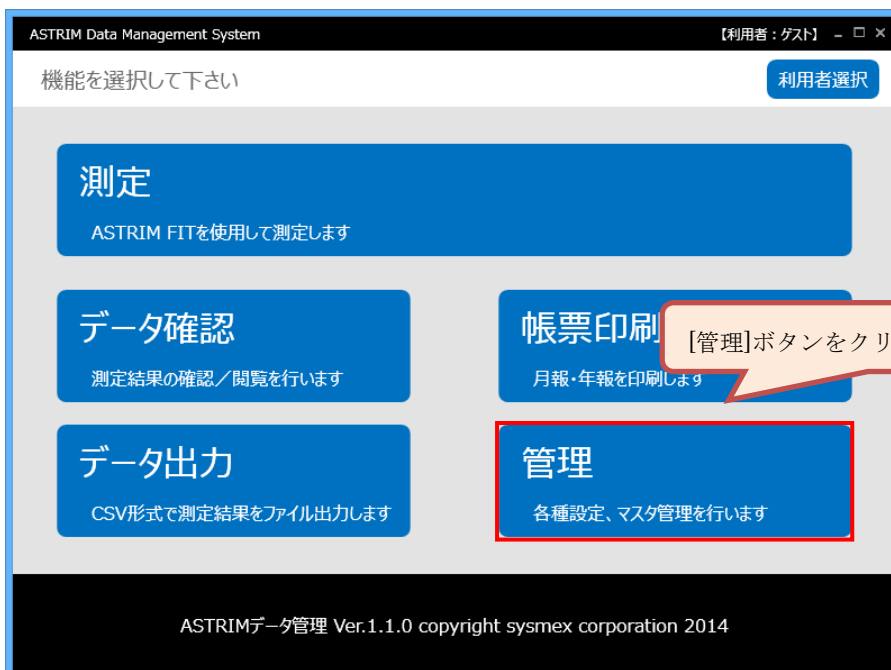 ASTRIM Data Management System
【利用者：ゲスト】
機能を選択して下さい
利用者選択
測定
ASTRIM FITを使用して測定します
データ確認
測定結果の確認／閲覧を行います
帳票印刷
月報・年報を印刷します
[管理]ボタンをクリ
データ出力
CSV形式で測定結果をファイル出力します
管理
各種設定、マスタ管理を行います
ASTRIMデータ管理 Ver.1.1.0 copyright sysmex corporation 2014